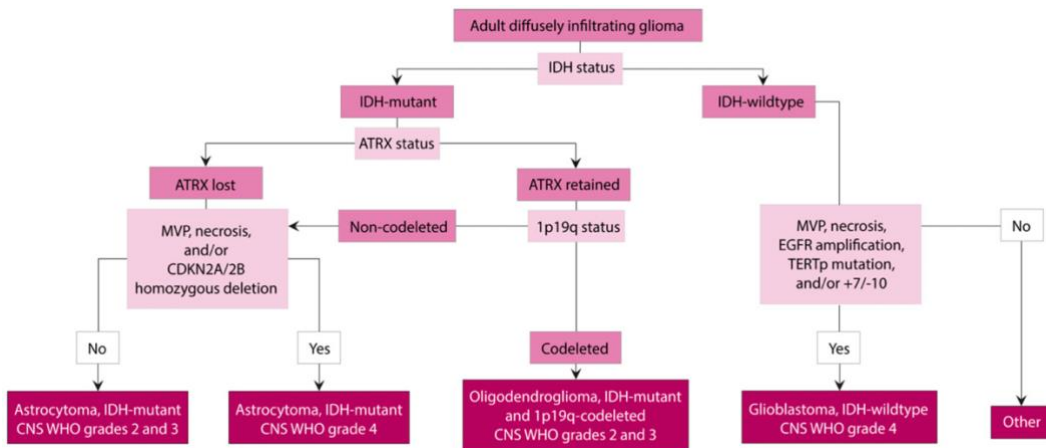 Adult diffusely infiltrating glioma
IDH status
IDH-mutant
IDH-wildtype
ATRX status
ATRX lost
ATRX retained
Non-codeleted
1p19q status
MVP, necrosis,
and/or
CDKN2A/2B
homozygous deletion
MVP, necrosis,
EGFR amplification,
TERTp mutation,
and/or +7/-10
No
No
Yes
Codeleted
Yes
Astrocytoma, IDH-mutant
CNS WHO grades 2 and 3
Astrocytoma, IDH-mutant
CNS WHO grade 4
Oligodendroglioma, IDH-mutant
and 1p19q-codeleted
CNS WHO grades 2 and 3
Glioblastoma, IDH-wildtype
CNS WHO grade 4
Other